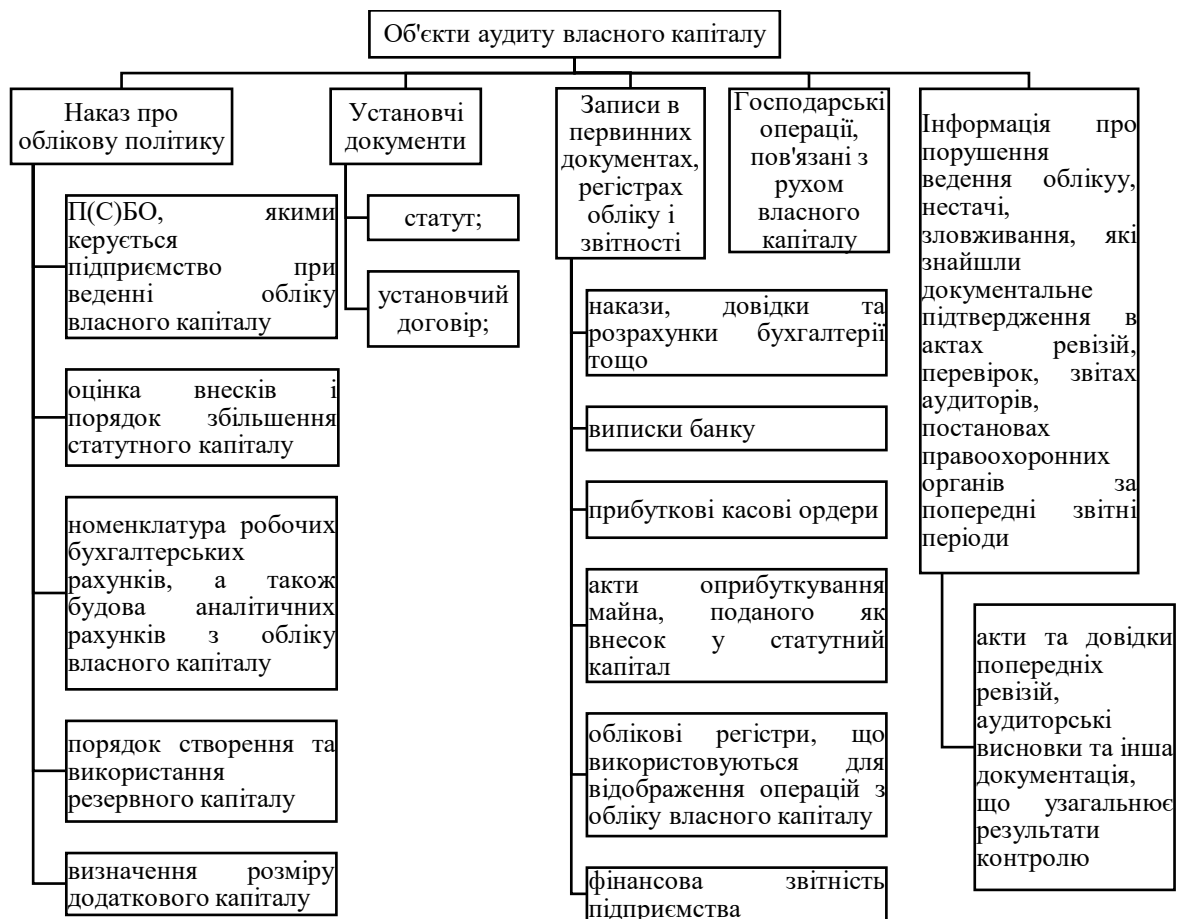 Об'єкти аудиту власного капіталу
Наказ про
облікову політику
П(С)БО, якими
керується
підприємство при
веденні обліку
власного капіталу
оцінка внесків і
порядок збільшення
статутного капіталу
номенклатура робочих
бухгалтерських
рахунків, а також
будова аналітичних
рахунків з обліку
власного капіталу
порядок створення та
використання
резервного капіталу
визначення розміру
додаткового капіталу
Установчі
документи
статут;
установчий
договір;
Записи в
первинних
документах,
регістрах
обліку і
звітності
накази, довідки та
розрахунки бухгалтерії
тощо
виписки банку
прибуткові касові ордери
акти оприбуткування
майна, поданого як
внесок у статутний
капітал
облікові регістри, що
використовуються для
відображення операцій з
обліку власного капіталу
фінансова звітність
підприємства
Господарські
операції,
пов'язані з
рухом
власного
капіталу
Інформація про
порушення
ведення облікуу,
нестачі,
зловживання, які
знайшли
документальне
підтвердження в
актах ревізій,
перевірок, звітах
аудиторів,
постановах
правоохоронних
органів за
попередні звітні
періоди
акти та довідки
попередніх
ревізій,
аудиторські
висновки та інша
документація,
що узагальнює
результати
контролю